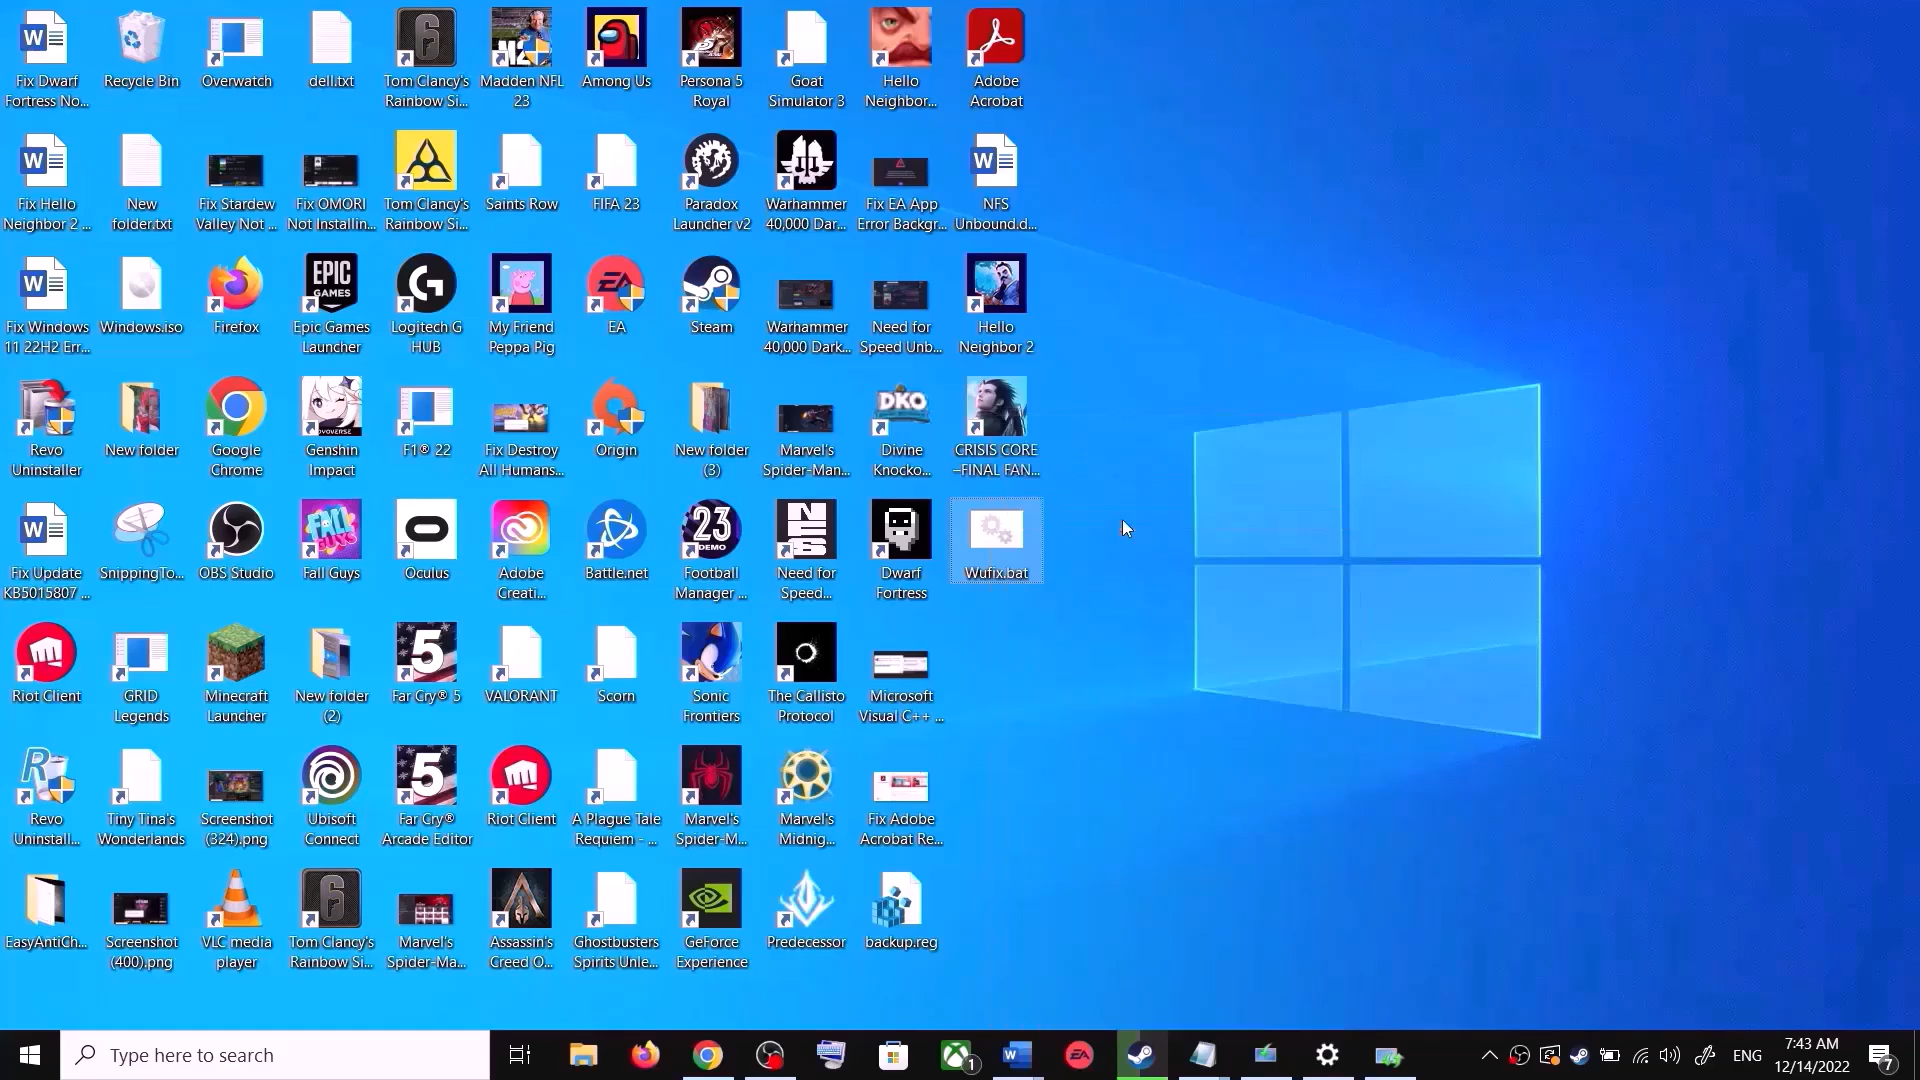 Fix Dwarf
Fortress No...
Recycle Bin
Overwatch
dell.txt
Tom Clancy's
Rainbow Si...
Madden NFL
23
Among Us
Persona 5
Royal
Goat
Simulator 3
Hello
Neighbor...
Adobe
Acrobat
Fix Hello
Neighbor 2 ...
New
folder.txt
Fix Stardew
Valley Not ...
Fix OMORI
Not Installin...
Tom Clancy's
Rainbow Si...
Saints Row
FIFA 23
Paradox
Launcher v2
Warhammer
40,000 Dar...
Fix EA App
Error Backgr...
NFS
Unbound.d...
EPIC
GAMES
Fix Windows
11 22H2 Err...
Windows.iso
Firefox
Epic Games
Launcher
Logitech G
HUB
My Friend
Peppa Pig
EA
Steam
Warhammer
40,000 Dark...
Need for
Speed Unb...
Hello
Neighbor 2
DKO
Revo
Uninstaller
New folder
Google
Chrome
Genshin
Impact
F1® 22
Fix Destroy
All Humans...
Origin
New folder
(3)
Marvel's
Spider-Man...
Divine
Knocko...
CRISIS CORE
–FINAL FAN...
FALL
GUYS
23
DEMO
Fix Update
KB5015807 ...
SnippingTo...
OBS Studio
Fall Guys
Oculus
Adobe
Creati...
Battle.net
Football
Manager ...
Need for
Speed...
Dwarf
Fortress
Wufix.bat
5
Riot Client
GRID
Legends
Minecraft
Launcher
New folder
(2)
Far Cry® 5
VALORANT
Scorn
Sonic
Frontiers
The Callisto
Protocol
Microsoft
Visual C++ ...
5
Revo
Uninstall...
Tiny Tina's
Wonderlands
Screenshot
(324).png
Ubisoft
Connect
Far Cry®
Arcade Editor
Riot Client
A Plague Tale
Requiem - ...
Marvel's
Spider-M...
Marvel's
Midnig...
Fix Adobe
Acrobat Re...
EasyAntiCh...
Screenshot
(400).png
VLC media
player
Tom Clancy's
Rainbow Si...
Marvel's
Spider-Ma...
Assassin's
Creed O...
Ghostbusters
Spirits Unle...
GeForce
Experience
Predecessor
backup.reg
Type here to search
1
ENG
7:43 AM
12/14/2022
7